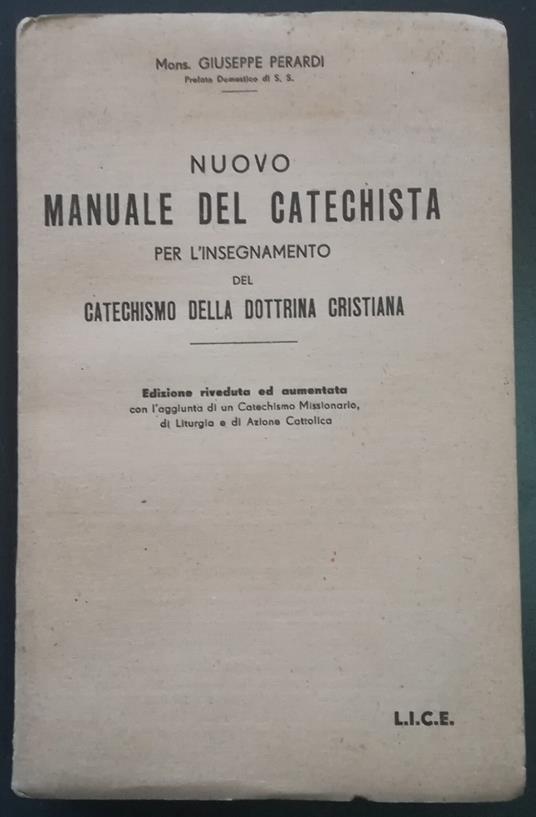 Mons. GIUSEPPE PERARDI
Prelato Domestico di S. S.
NUOVO
MANUALE DEL CATECHISTA
PER L'INSEGNAMENTO
DEL
CATECHISMO DELLA DOTTRINA CRISTIANA
Edizione riveduta ed aumentata
con l'aggiunta di un Catechismo Missionario,
di Liturgia e di Azione Cattolica
L.I.C.E.